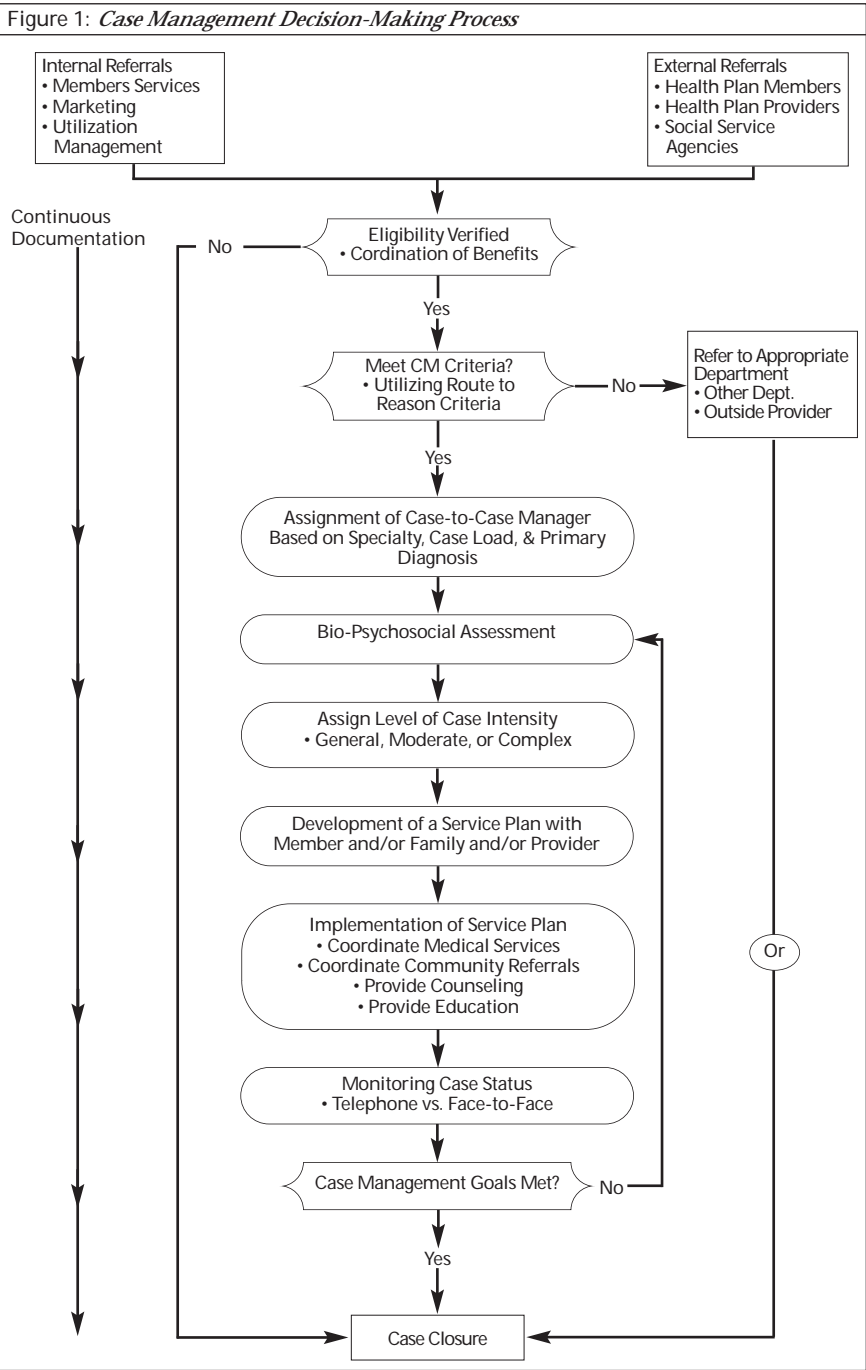 Figure 1: Case Management Decision-Making Process
Internal Referrals
• Members Services
• Marketing
• Utilization
Management
External Referrals
• Health Plan Members
• Health Plan Providers
• Social Service
Agencies
Continuous
Documentation
No
Eligibility Verified
• Cordination of Benefits
Yes
Meet CM Criteria?
• Utilizing Route to
Reason Criteria
No
Refer to Appropriate
Department
• Other Dept.
• Outside Provider
Yes
Assignment of Case-to-Case Manager
Based on Specialty, Case Load, & Primary
Diagnosis
Bio-Psychosocial Assessment
Assign Level of Case Intensity
• General, Moderate, or Complex
Development of a Service Plan with
Member and/or Family and/or Provider
Implementation of Service Plan
• Coordinate Medical Services
• Coordinate Community Referrals
• Provide Counseling
• Provide Education
Or
Monitoring Case Status
• Telephone vs. Face-to-Face
Case Management Goals Met?
No
Yes
Case Closure